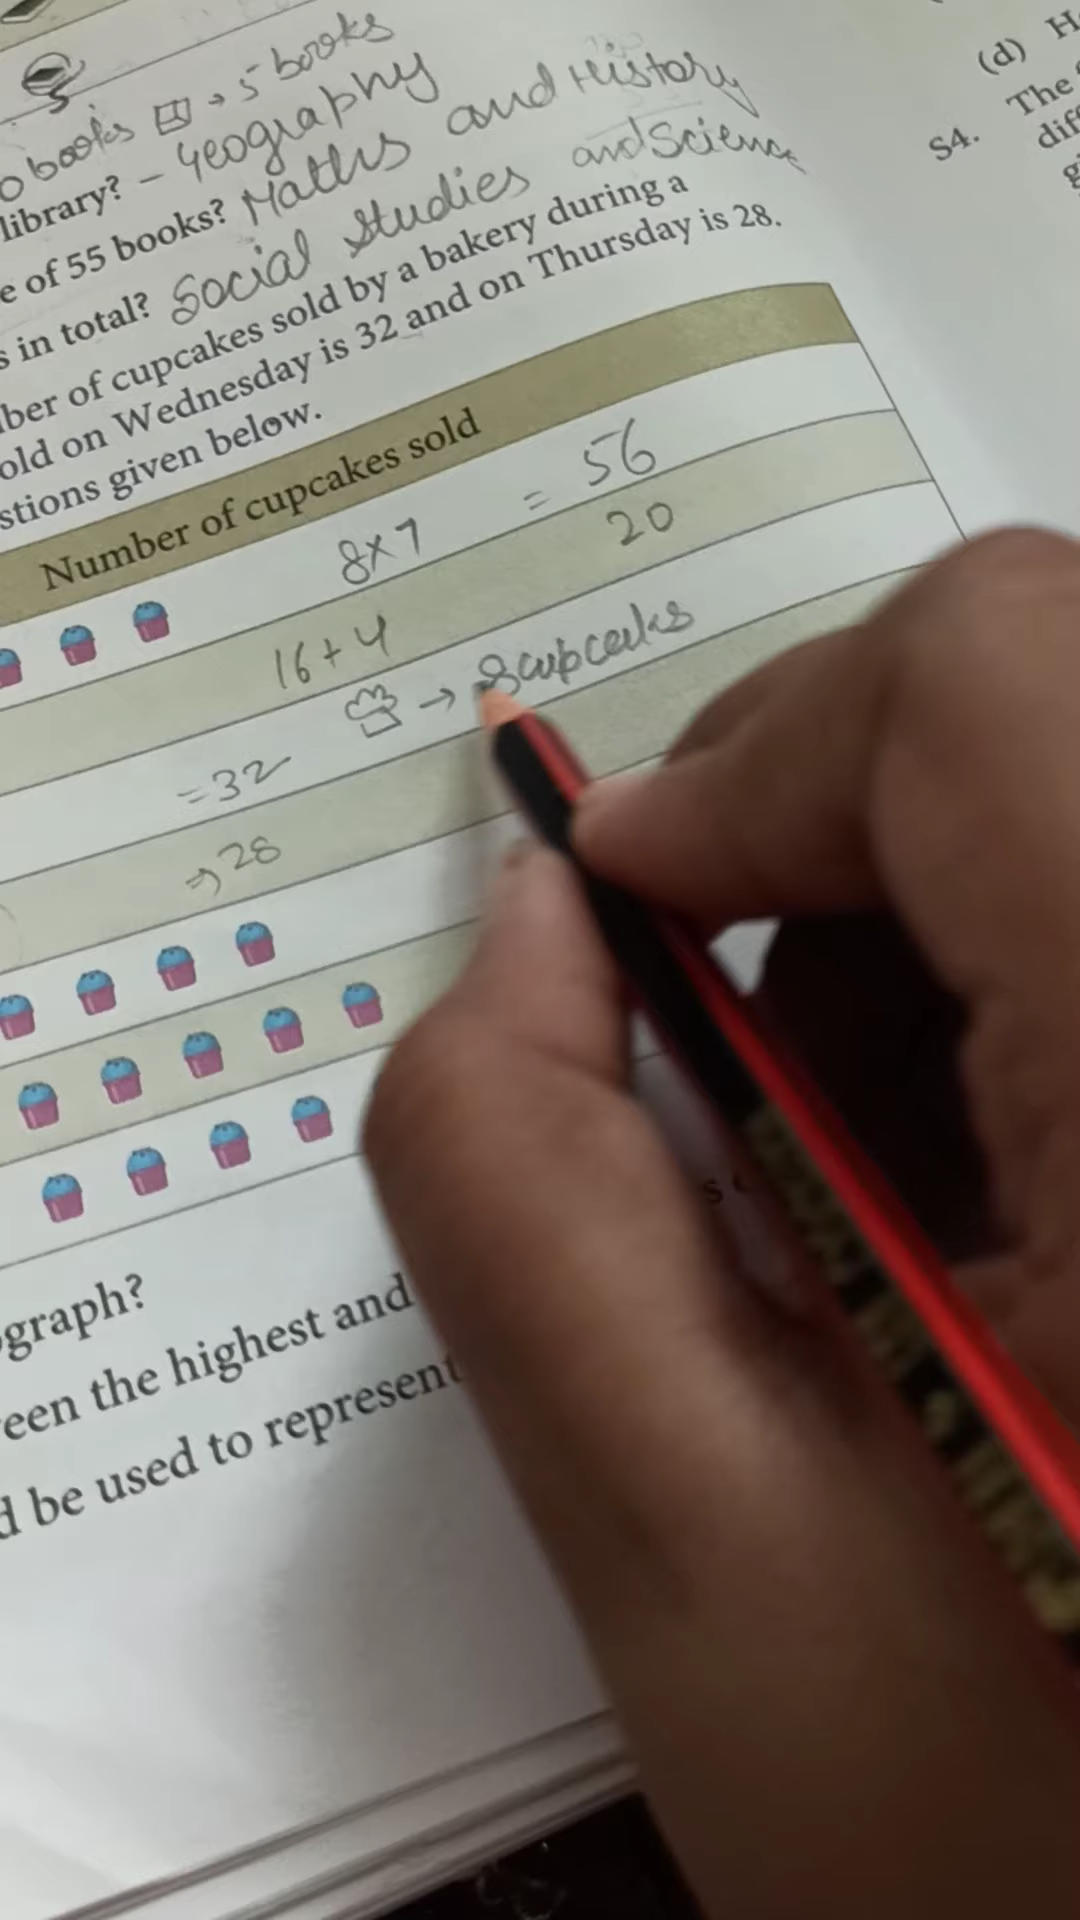 books → 5 books
library? - Geography
e of 55 books? Maths and History
s in total? Social Studies and Science
ber of cupcakes sold by a bakery during a
old on Wednesday is 32 and on Thursday is 28.
stions given below.
Number of cupcakes sold
8×7 = 56
16+4 20
→ 8 cupcaks
=32
⇒28
graph?
een the highest and
d be used to represent
(d) H
S4. The
dif
gi